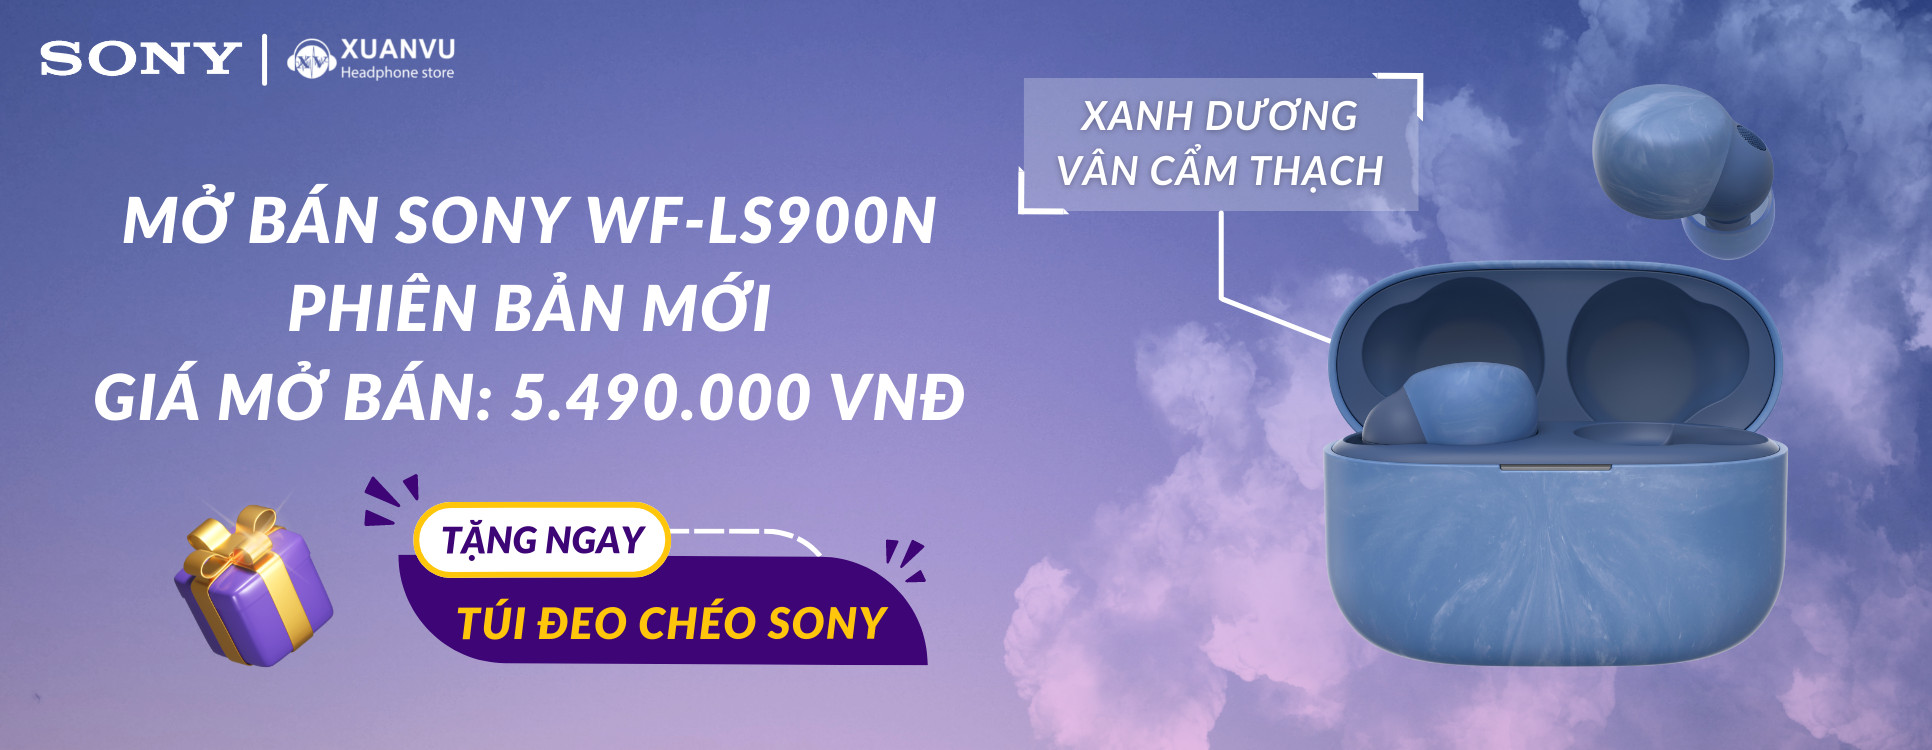 SONY
XUANVU
Headphone store
XANH DƯƠNG
VÂN CẨM THẠCH
MỞ BÁN SONY WF-LS900N
PHIÊN BẢN MỚI
GIÁ MỞ BÁN: 5.490.000 VNĐ
TẶNG NGAY
TÚI ĐEO CHÉO SONY